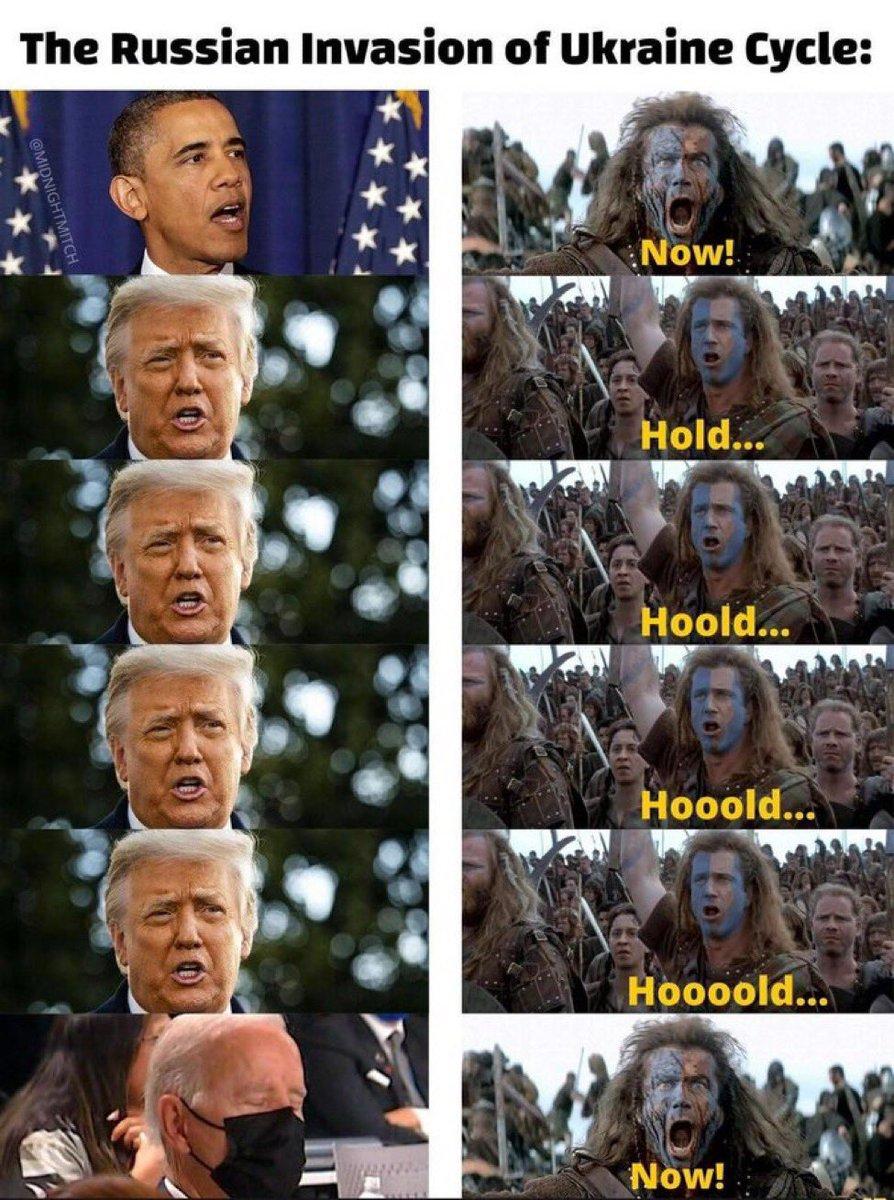 The Russian Invasion of Ukraine Cycle:
@MIDNIGHTMITCH
Now!
Hold...
Hoold...
Hooold...
Hoooold...
Now!